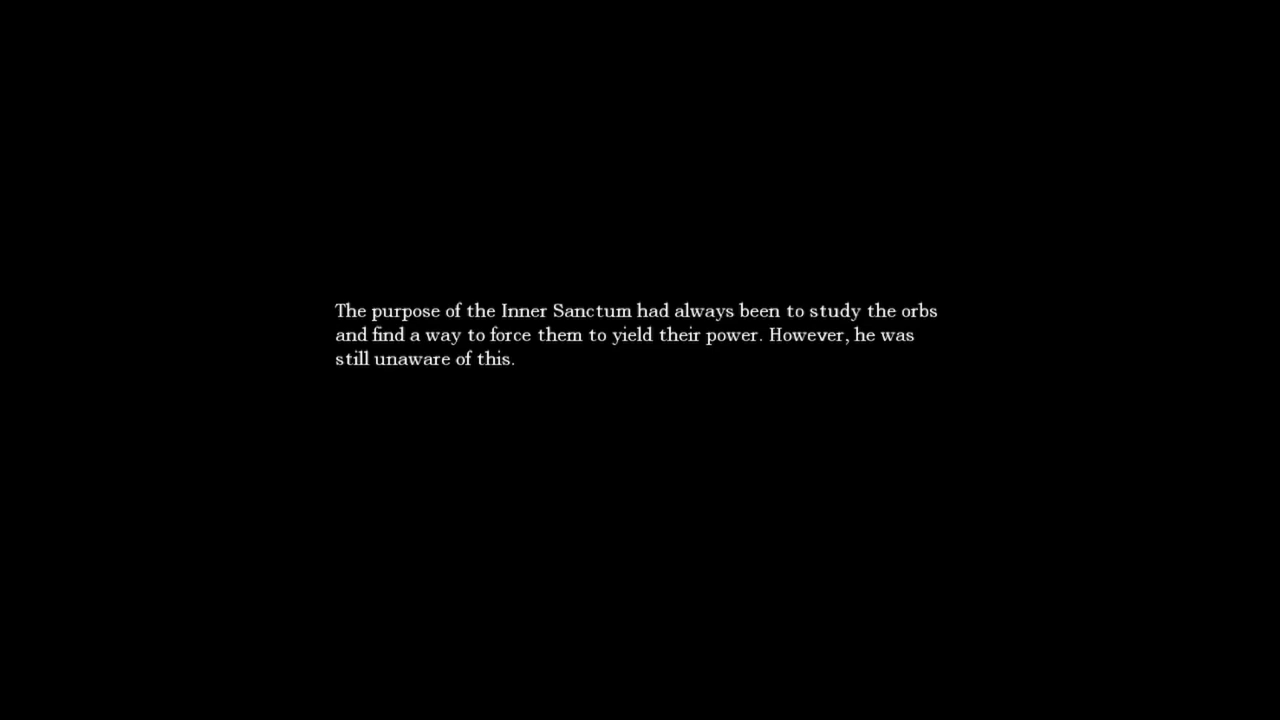 The purpose of the Inner Sanctum had always been to study the orbs
and find a way to force them to yield their power. However, he was
still unaware of this.